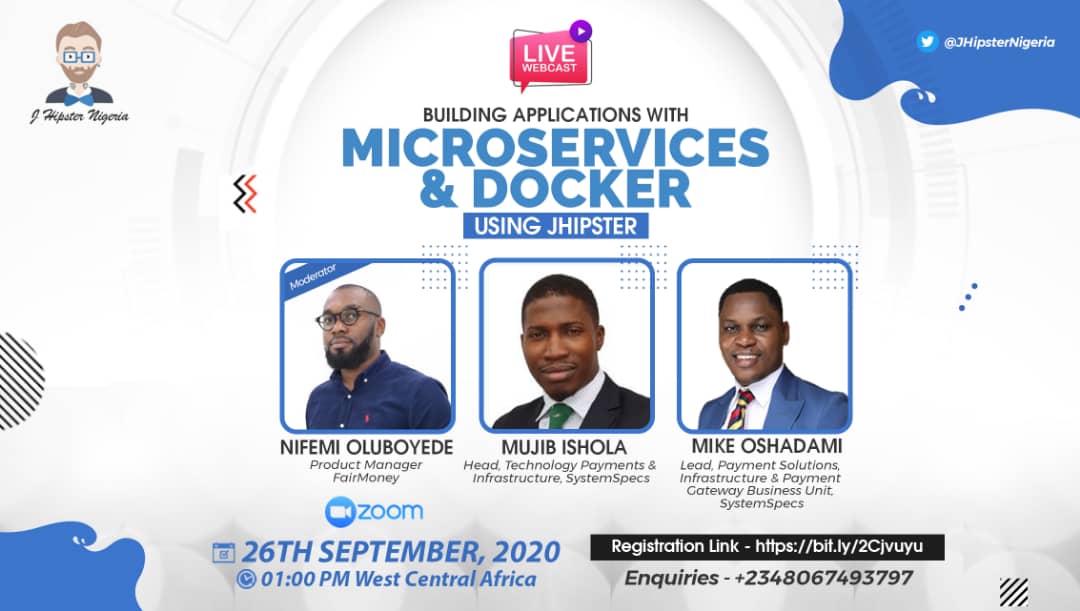 J Hipster Nigeria
LIVE
WEBCAST
@JHipsterNigeria
BUILDING APPLICATIONS WITH
MICROSERVICES
& DOCKER
USING JHIPSTER
Moderator
NIFEMI OLUBOYEDE
Product Manager
FairMoney
MUJIB ISHOLA
Head, Technology Payments &
Infrastructure, SystemSpecs
MIKE OSHADAMI
Lead, Payment Solutions,
Infrastructure & Payment
Gateway Business Unit,
SystemSpecs
zoom
26TH SEPTEMBER, 2020
01:00 PM West Central Africa
Registration Link - https://bit.ly/2Cjvuyu
Enquiries - +2348067493797